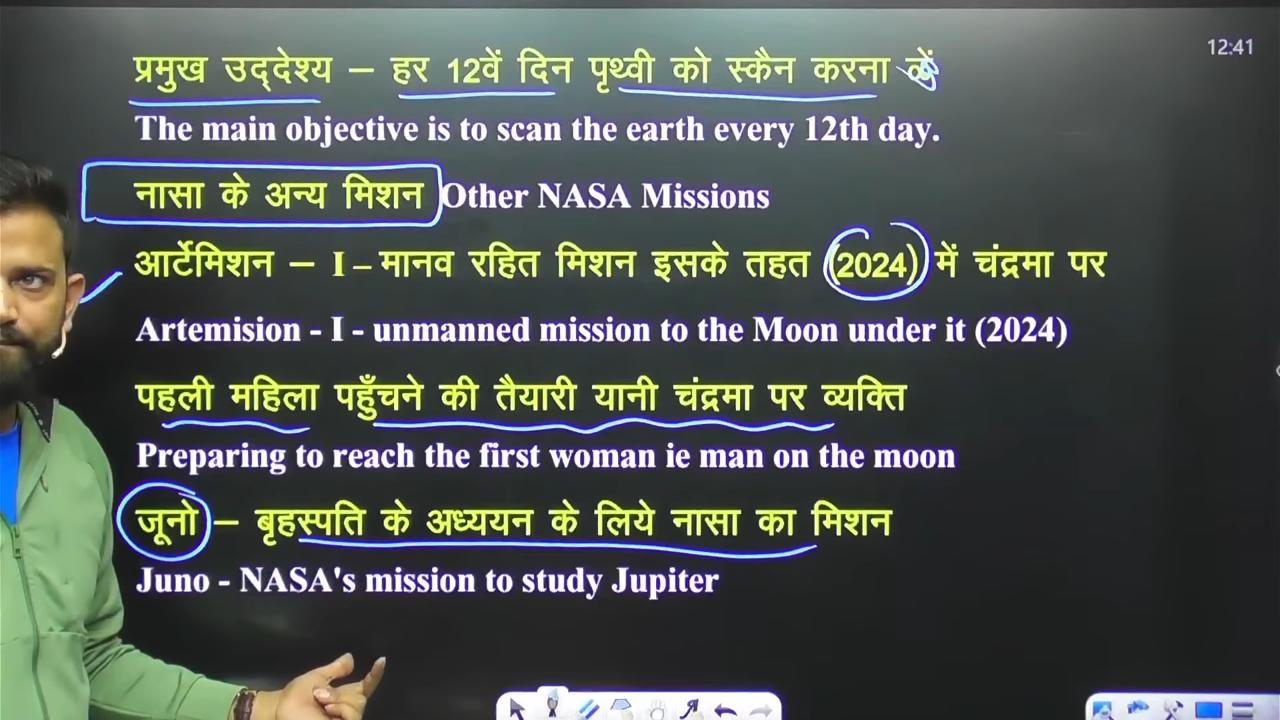 12:41
प्रमुख उद्देश्य – हर 12वें दिन पृथ्वी को स्कैन करना
The main objective is to scan the earth every 12th day.
नासा के अन्य मिशन Other NASA Missions
आर्टेमिशन – I – मानव रहित मिशन इसके तहत (2024) में चंद्रमा पर
Artemision - I - unmanned mission to the Moon under it (2024)
पहली महिला पहुँचने की तैयारी यानी चंद्रमा पर व्यक्ति
Preparing to reach the first woman ie man on the moon
जूनो – बृहस्पति के अध्ययन के लिये नासा का मिशन
Juno - NASA's mission to study Jupiter